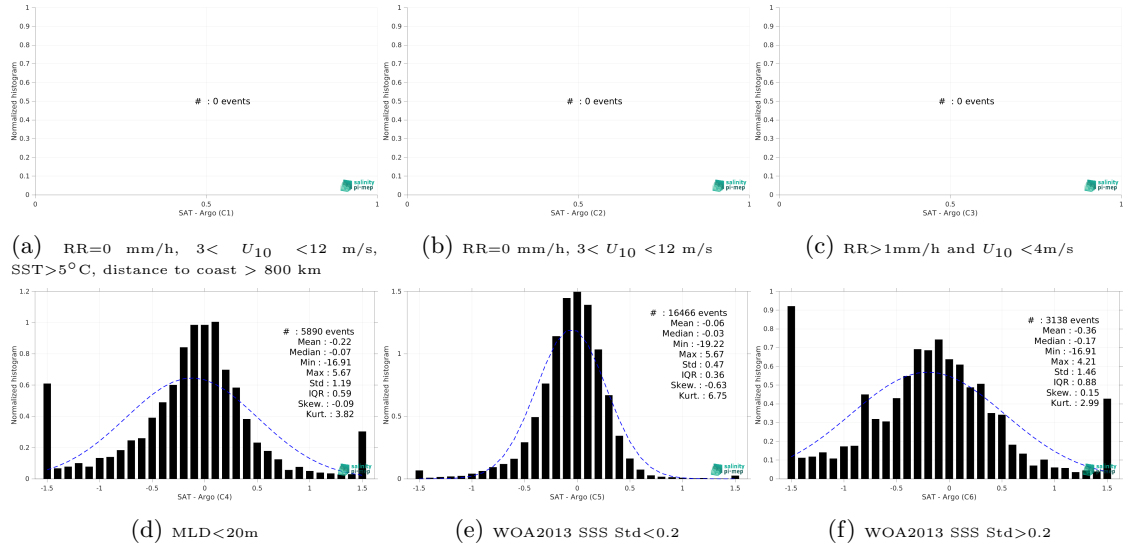 1
0.9
0.8
0.7
0.6
0.5
0.4
0.3
0.2
0.1
0
Normalized histogram
# : 0 events
salinity
pi-mep
0 0.5 1
SAT - Argo (C1)
(a) RR=0 mm/h, 3< U10 <12 m/s,
SST>5°C, distance to coast > 800 km
1
0.9
0.8
0.7
0.6
0.5
0.4
0.3
0.2
0.1
0
Normalized histogram
# : 0 events
salinity
pi-mep
0 0.5 1
SAT - Argo (C2)
(b) RR=0 mm/h, 3< U10 <12 m/s
1
0.9
0.8
0.7
0.6
0.5
0.4
0.3
0.2
0.1
0
Normalized histogram
# : 0 events
salinity
pi-mep
0 0.5 1
SAT - Argo (C3)
(c) RR>1mm/h and U10 <4m/s
1.2
1
0.8
0.6
0.4
0.2
0
Normalized histogram
# : 5890 events
Mean : -0.22
Median : -0.07
Min : -16.91
Max : 5.67
Std : 1.19
IQR : 0.59
Skew. : -0.09
Kurt. : 3.82
salinity
pi-mep
-1.5 -1 -0.5 0 0.5 1 1.5
SAT - Argo (C4)
(d) MLD<20m
1.5
1
0.5
0
Normalized histogram
# : 16466 events
Mean : -0.06
Median : -0.03
Min : -19.22
Max : 5.67
Std : 0.47
IQR : 0.36
Skew. : -0.63
Kurt. : 6.75
salinity
pi-mep
-1.5 -1 -0.5 0 0.5 1 1.5
SAT - Argo (C5)
(e) WOA2013 SSS Std<0.2
1
0.9
0.8
0.7
0.6
0.5
0.4
0.3
0.2
0.1
0
Normalized histogram
# : 3138 events
Mean : -0.36
Median : -0.17
Min : -16.91
Max : 4.21
Std : 1.46
IQR : 0.88
Skew. : 0.15
Kurt. : 2.99
salinity
pi-mep
-1.5 -1 -0.5 0 0.5 1 1.5
SAT - Argo (C6)
(f) WOA2013 SSS Std>0.2